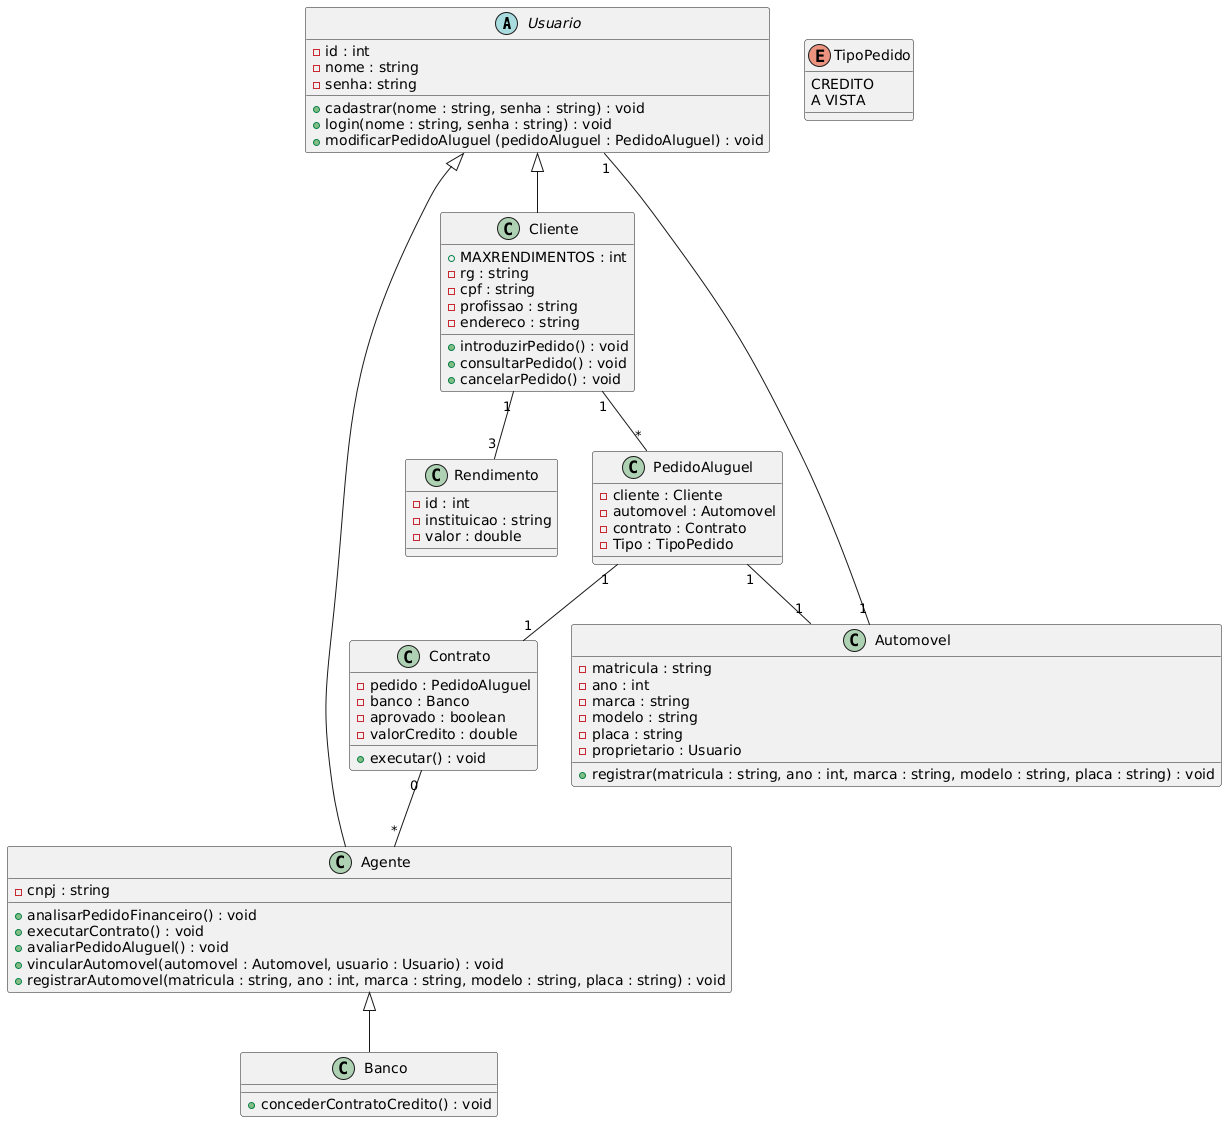 A Usuario
id : int
nome : string
senha: string
cadastrar(nome : string, senha : string) : void
login(nome : string, senha : string) : void
modificarPedidoAluguel (pedidoAluguel : PedidoAluguel) : void
E TipoPedido
CREDITO
A VISTA
1
C Cliente
MAXRENDIMENTOS : int
rg : string
cpf : string
profissao : string
endereco : string
introduzirPedido() : void
consultarPedido() : void
cancelarPedido() : void
1
1
3
*
C Rendimento
id : int
instituicao : string
valor : double
C PedidoAluguel
cliente : Cliente
automovel : Automovel
contrato : Contrato
Tipo : TipoPedido
1
1
1
1
1
C Contrato
pedido : PedidoAluguel
banco : Banco
aprovado : boolean
valorCredito : double
executar() : void
C Automovel
matricula : string
ano : int
marca : string
modelo : string
placa : string
proprietario : Usuario
registrar(matricula : string, ano : int, marca : string, modelo : string, placa : string) : void
0
*
C Agente
cnpj : string
analisarPedidoFinanceiro() : void
executarContrato() : void
avaliarPedidoAluguel() : void
vincularAutomovel(automovel : Automovel, usuario : Usuario) : void
registrarAutomovel(matricula : string, ano : int, marca : string, modelo : string, placa : string) : void
C Banco
concederContratoCredito() : void